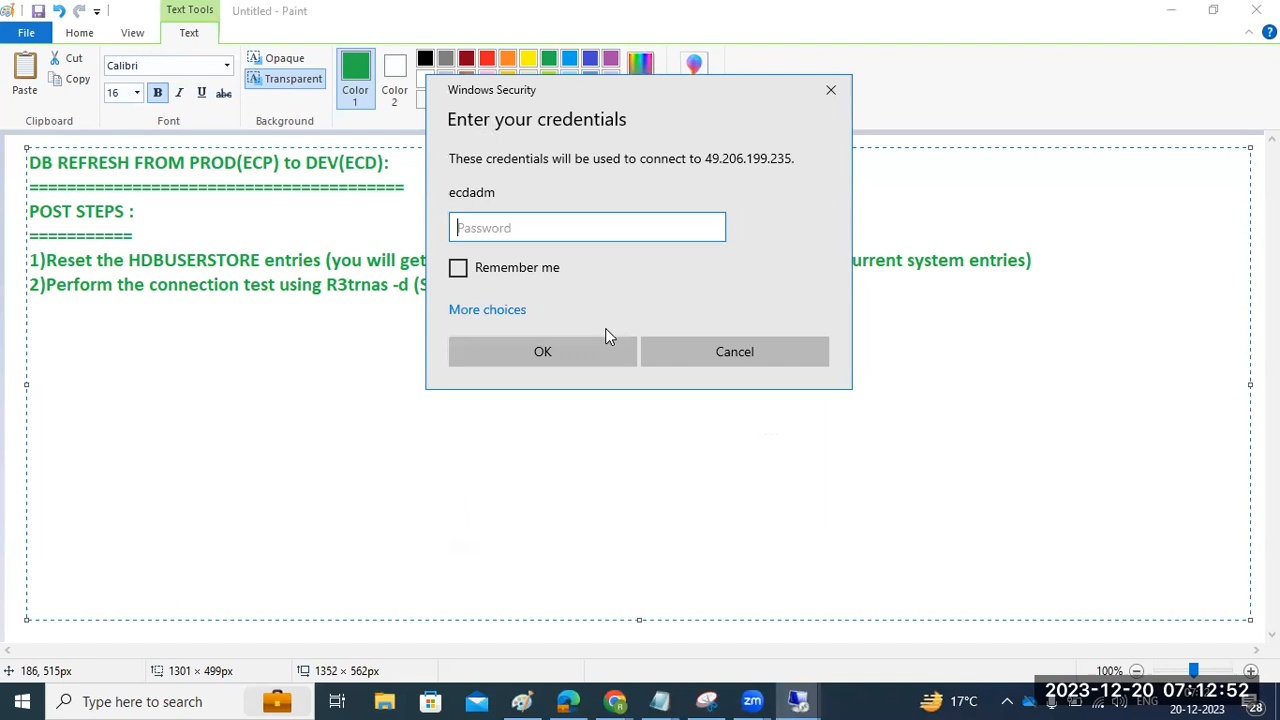 Text Tools
Untitled - Paint
File
Home
View
Text
Paste
Cut
Copy
Clipboard
Calibri
16
B
I
U
abc
Font
Opaque
Transparent
Background
Color 1
Color 2
DB REFRESH FROM PROD(ECP) to DEV(ECD):
========================================
POST STEPS :
===========
1)Reset the HDBUSERSTORE entries (you will get
urrent system entries)
2)Perform the connection test using R3trnas -d (S
Windows Security
Enter your credentials
These credentials will be used to connect to 49.206.199.235.
ecdadm
Password
Remember me
More choices
OK
Cancel
186, 515px
1301 × 499px
1352 × 562px
100%
Type here to search
17°C
ENG
2023-12-20 07:12:52
20-12-2023
28